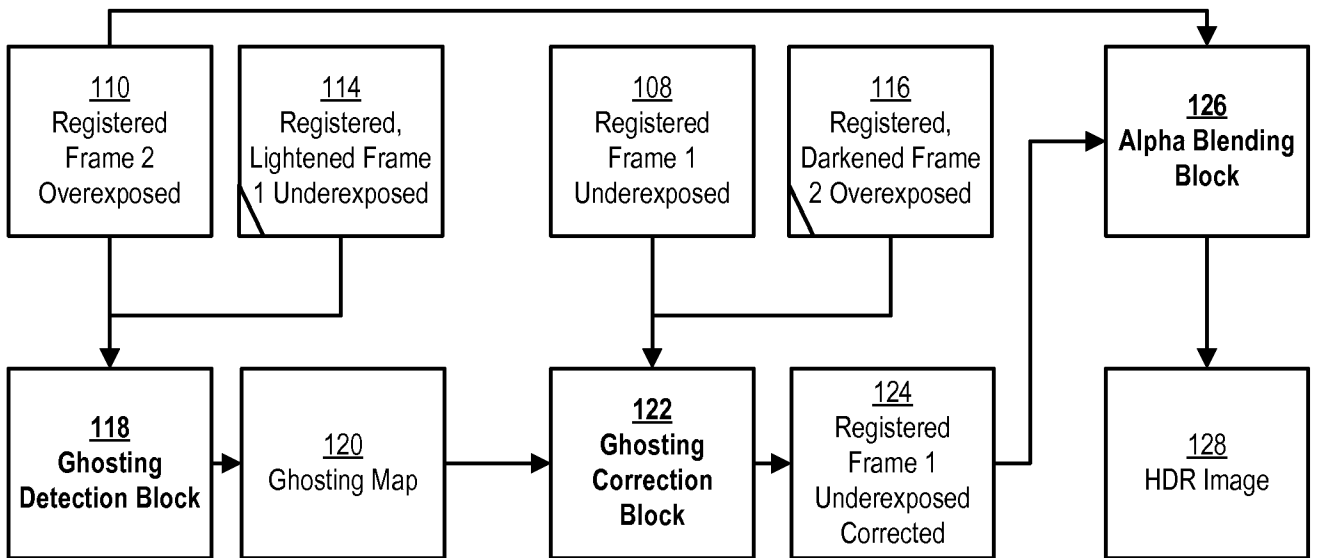 110
Registered
Frame 2
Overexposed
114
Registered,
Lightened Frame
1 Underexposed
108
Registered
Frame 1
Underexposed
116
Registered,
Darkened Frame
2 Overexposed
126
Alpha Blending
Block
118
Ghosting
Detection Block
120
Ghosting Map
122
Ghosting
Correction
Block
124
Registered
Frame 1
Underexposed
Corrected
128
HDR Image